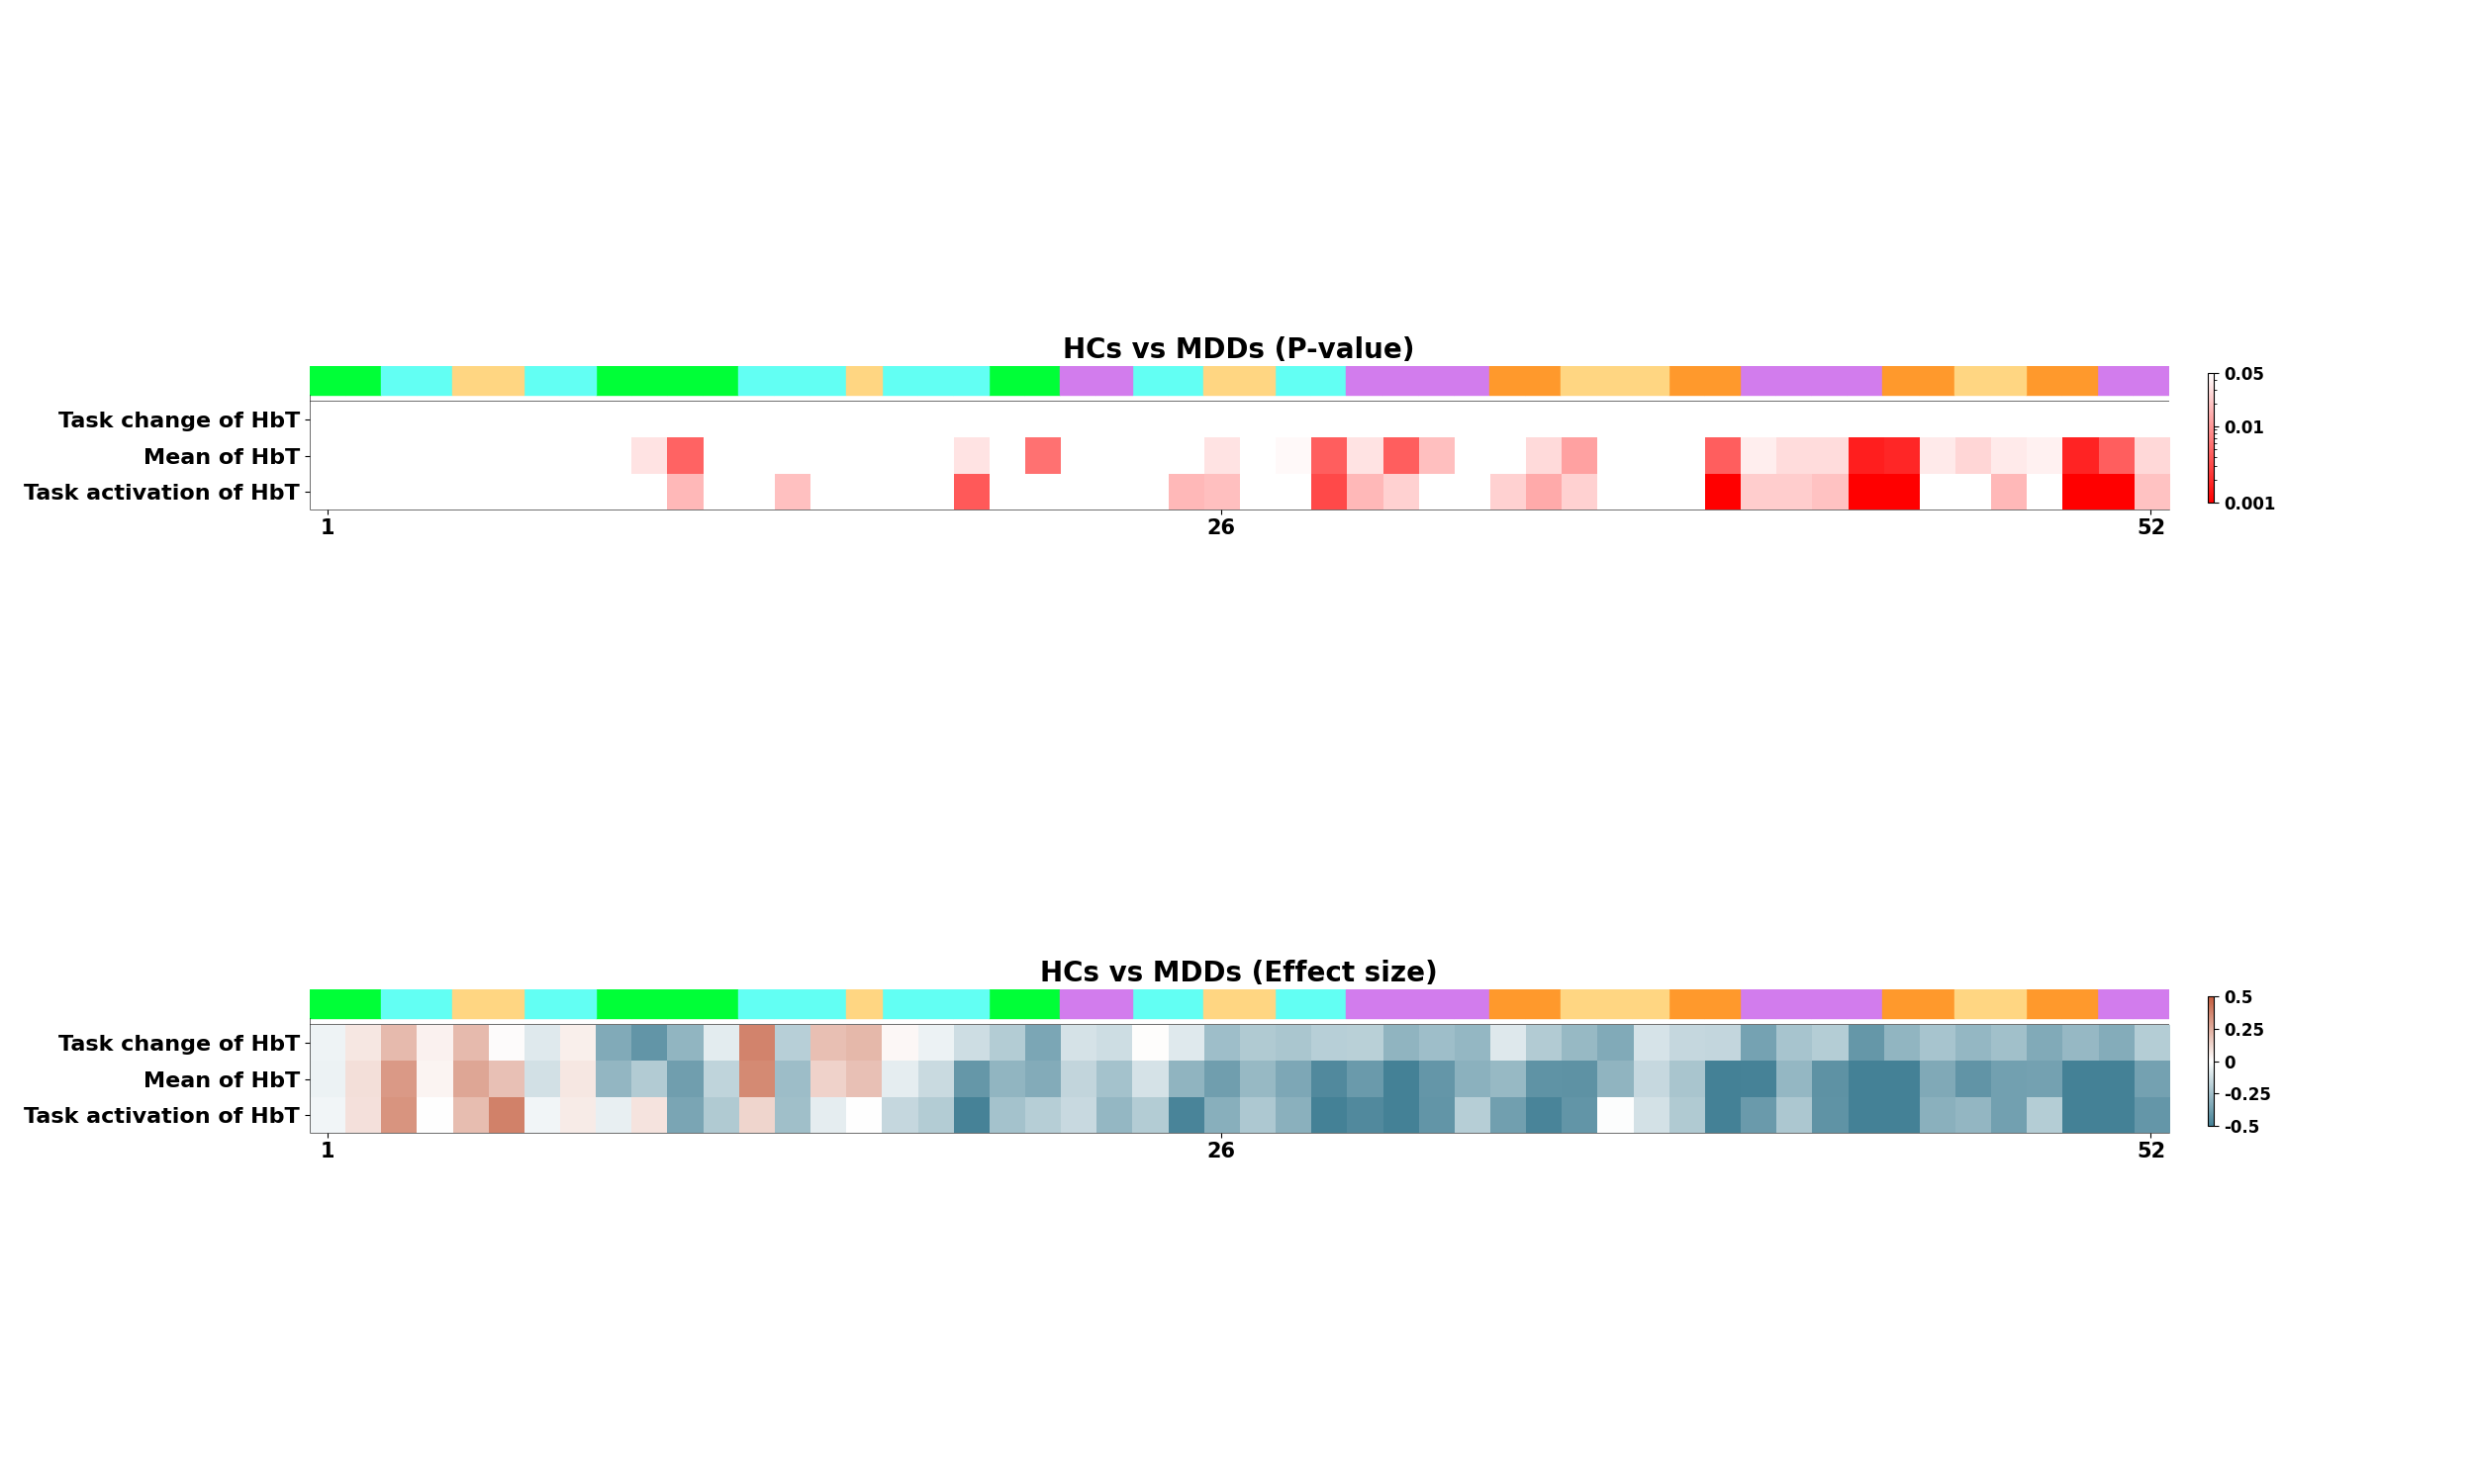 HCs vs MDDs (P-value)
Task change of HbT
Mean of HbT
Task activation of HbT
1 26 52
0.05
0.01
0.001
HCs vs MDDs (Effect size)
Task change of HbT
Mean of HbT
Task activation of HbT
1 26 52
0.5
0.25
0
-0.25
-0.5